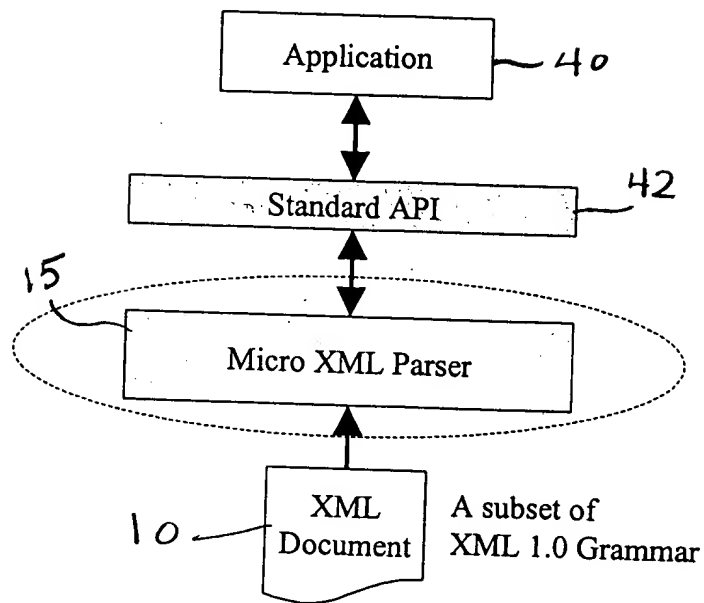 Application
40
Standard API
42
15
Micro XML Parser
10
XML
Document
A subset of
XML 1.0 Grammar